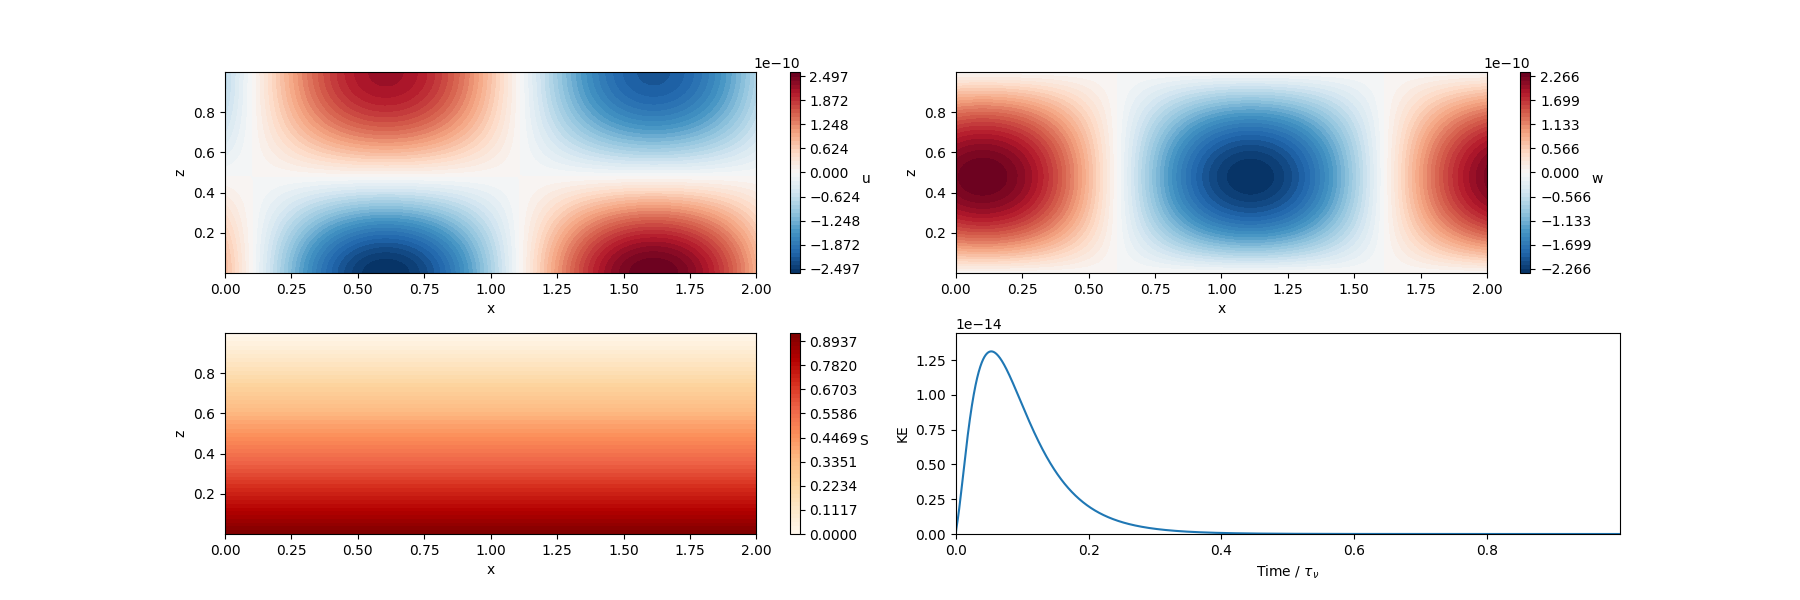 1e−10
0.8
0.6
0.4
0.2
z
0.00 0.25 0.50 0.75 1.00 1.25 1.50 1.75 2.00
x
2.497
1.872
1.248
0.624
0.000
−0.624
−1.248
−1.872
−2.497
u
1e−10
0.8
0.6
0.4
0.2
z
0.00 0.25 0.50 0.75 1.00 1.25 1.50 1.75 2.00
x
2.266
1.699
1.133
0.566
0.000
−0.566
−1.133
−1.699
−2.266
w
0.8
0.6
0.4
0.2
z
0.00 0.25 0.50 0.75 1.00 1.25 1.50 1.75 2.00
x
0.8937
0.7820
0.6703
0.5586
0.4469
0.3351
0.2234
0.1117
0.0000
S
1e−14
1.25
1.00
0.75
0.50
0.25
0.00
KE
0.0 0.2 0.4 0.6 0.8
Time / τν